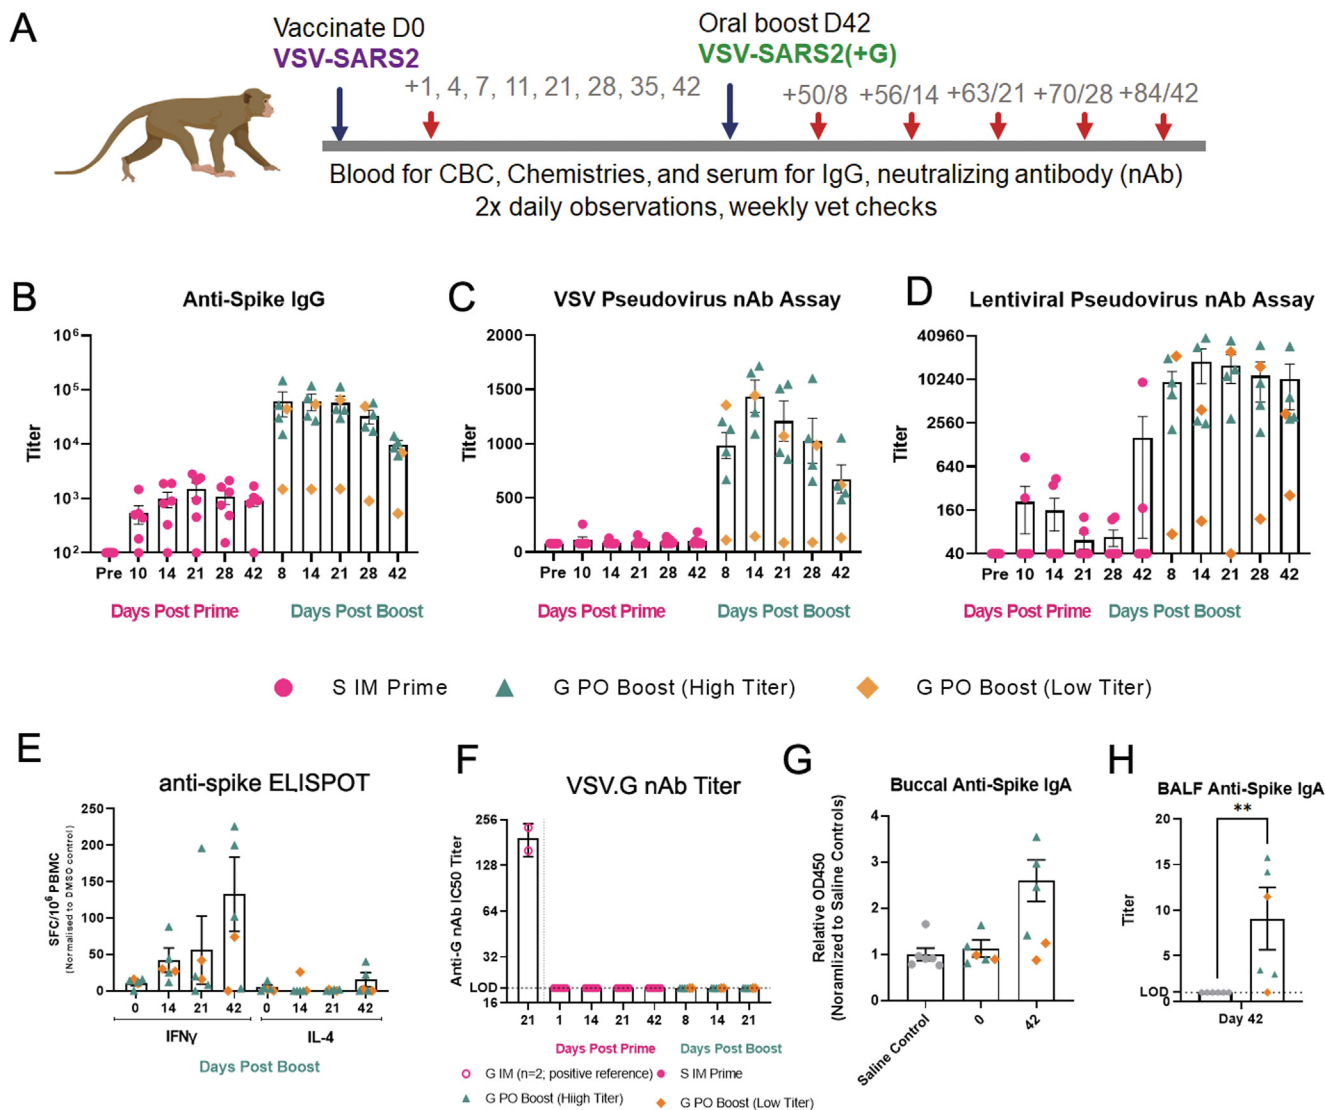 A
Vaccinate D0
VSV-SARS2
Oral boost D42
VSV-SARS2(+G)
+1, 4, 7, 11, 21, 28, 35, 42
+50/8 +56/14 +63/21 +70/28 +84/42
Blood for CBC, Chemistries, and serum for IgG, neutralizing antibody (nAb)
2x daily observations, weekly vet checks
B
Anti-Spike IgG
Titer
10⁶
10⁵
10⁴
10³
10²
Pre 10 14 21 28 42 8 14 21 28 42
Days Post Prime
Days Post Boost
C
VSV Pseudovirus nAb Assay
Titer
2000
1500
1000
500
0
Pre 10 14 21 28 42 8 14 21 28 42
Days Post Prime
Days Post Boost
D
Lentiviral Pseudovirus nAb Assay
Titer
40960
10240
2560
640
160
40
Pre 10 14 21 28 42 8 14 21 28 42
Days Post Prime
Days Post Boost
S IM Prime
G PO Boost (High Titer)
G PO Boost (Low Titer)
E
anti-spike ELISPOT
SFC/10⁶ PBMC
(Normalised to DMSO control)
250
200
150
100
50
0
0 14 21 42 0 14 21 42
IFNγ
IL-4
Days Post Boost
F
VSV.G nAb Titer
Anti-G nAb IC50 Titer
256
128
64
32
LOD
16
21 1 14 21 42 8 14 21
Days Post Prime
Days Post Boost
G IM (n=2; positive reference)
S IM Prime
G PO Boost (Hiigh Titer)
G PO Boost (Low Titer)
G
Buccal Anti-Spike IgA
Relative OD450
(Noramlized to Saline Controls)
4
3
2
1
0
Saline Control
0
42
H
BALF Anti-Spike IgA
**
Titer
20
15
10
5
LOD
0
Day 42